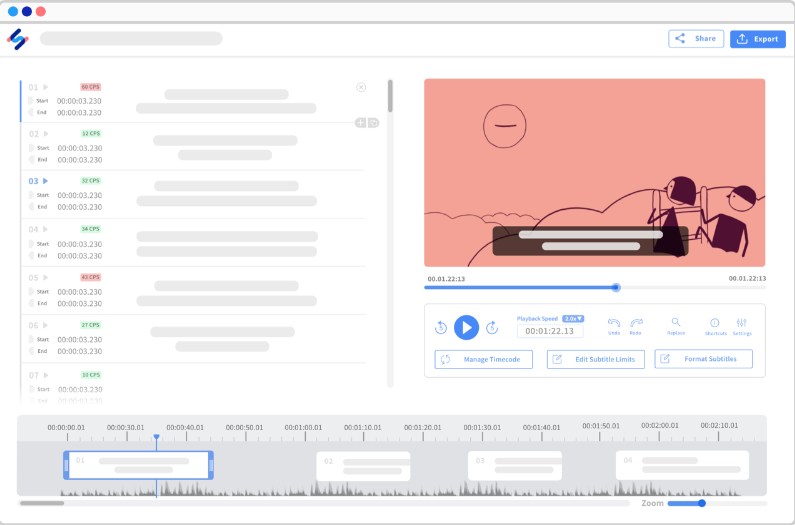 Share
Export
01
80 CPS
Start 00:00:03.230
End 00:00:03.230
02
12 CPS
Start 00:00:03.230
End 00:00:03.230
03
32 CPS
Start 00:00:03.230
End 00:00:03.230
04
34 CPS
Start 00:00:03.230
End 00:00:03.230
05
43 CPS
Start 00:00:03.230
End 00:00:03.230
06
27 CPS
Start 00:00:03.230
End 00:00:03.230
07
Start 00:00:03.230
End 00:00:03.230
00.01.22:13
00.01.22:13
5
5
Playback Speed 1.0x
00:01:22.13
Undo
Redo
Replace
Shortcuts
Settings
Manage Timecode
Edit Subtitle Limits
Format Subtitles
00:00:00.01
00:00:30.01
00:00:40.01
00:00:50.01
00:01:00.01
00:01:10.01
00:01:20.01
00:01:30.01
00:01:40.01
00:01:50.01
00:02:00.01
00:02:10.01
01
02
03
04
Zoom